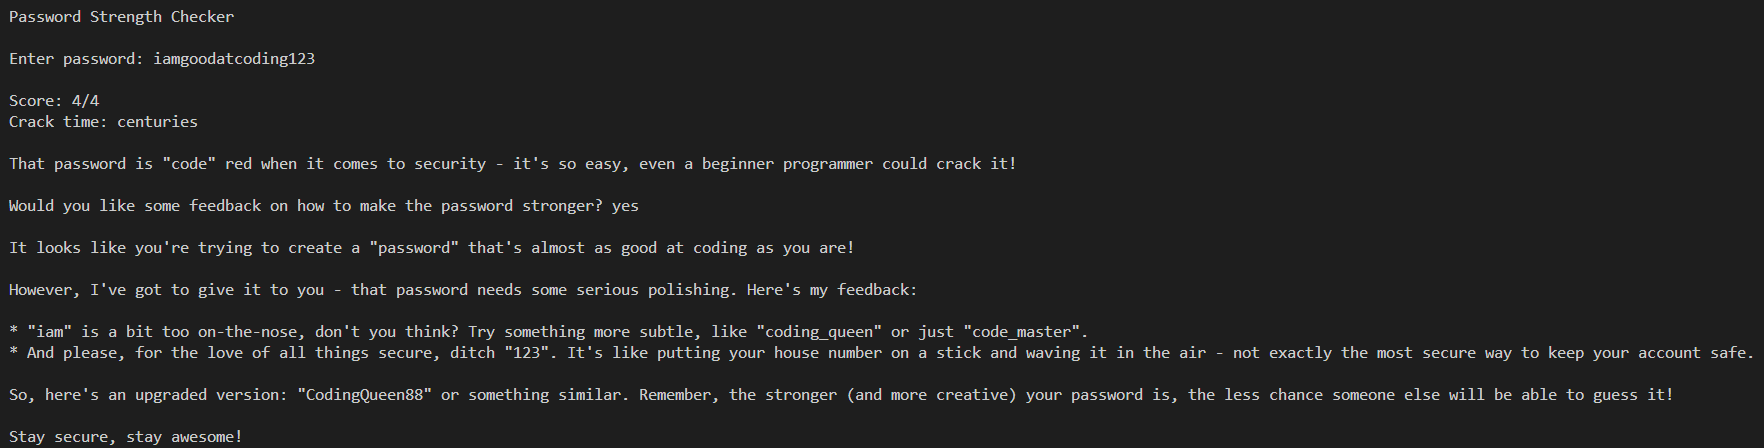 Password Strength Checker
Enter password: iamgoodatcoding123
Score: 4/4
Crack time: centuries
That password is "code" red when it comes to security - it's so easy, even a beginner programmer could crack it!
Would you like some feedback on how to make the password stronger? yes
It looks like you're trying to create a "password" that's almost as good at coding as you are!
However, I've got to give it to you - that password needs some serious polishing. Here's my feedback:
* "iam" is a bit too on-the-nose, don't you think? Try something more subtle, like "coding_queen" or just "code_master".
* And please, for the love of all things secure, ditch "123". It's like putting your house number on a stick and waving it in the air - not exactly the most secure way to keep your account safe.
So, here's an upgraded version: "CodingQueen88" or something similar. Remember, the stronger (and more creative) your password is, the less chance someone else will be able to guess it!
Stay secure, stay awesome!